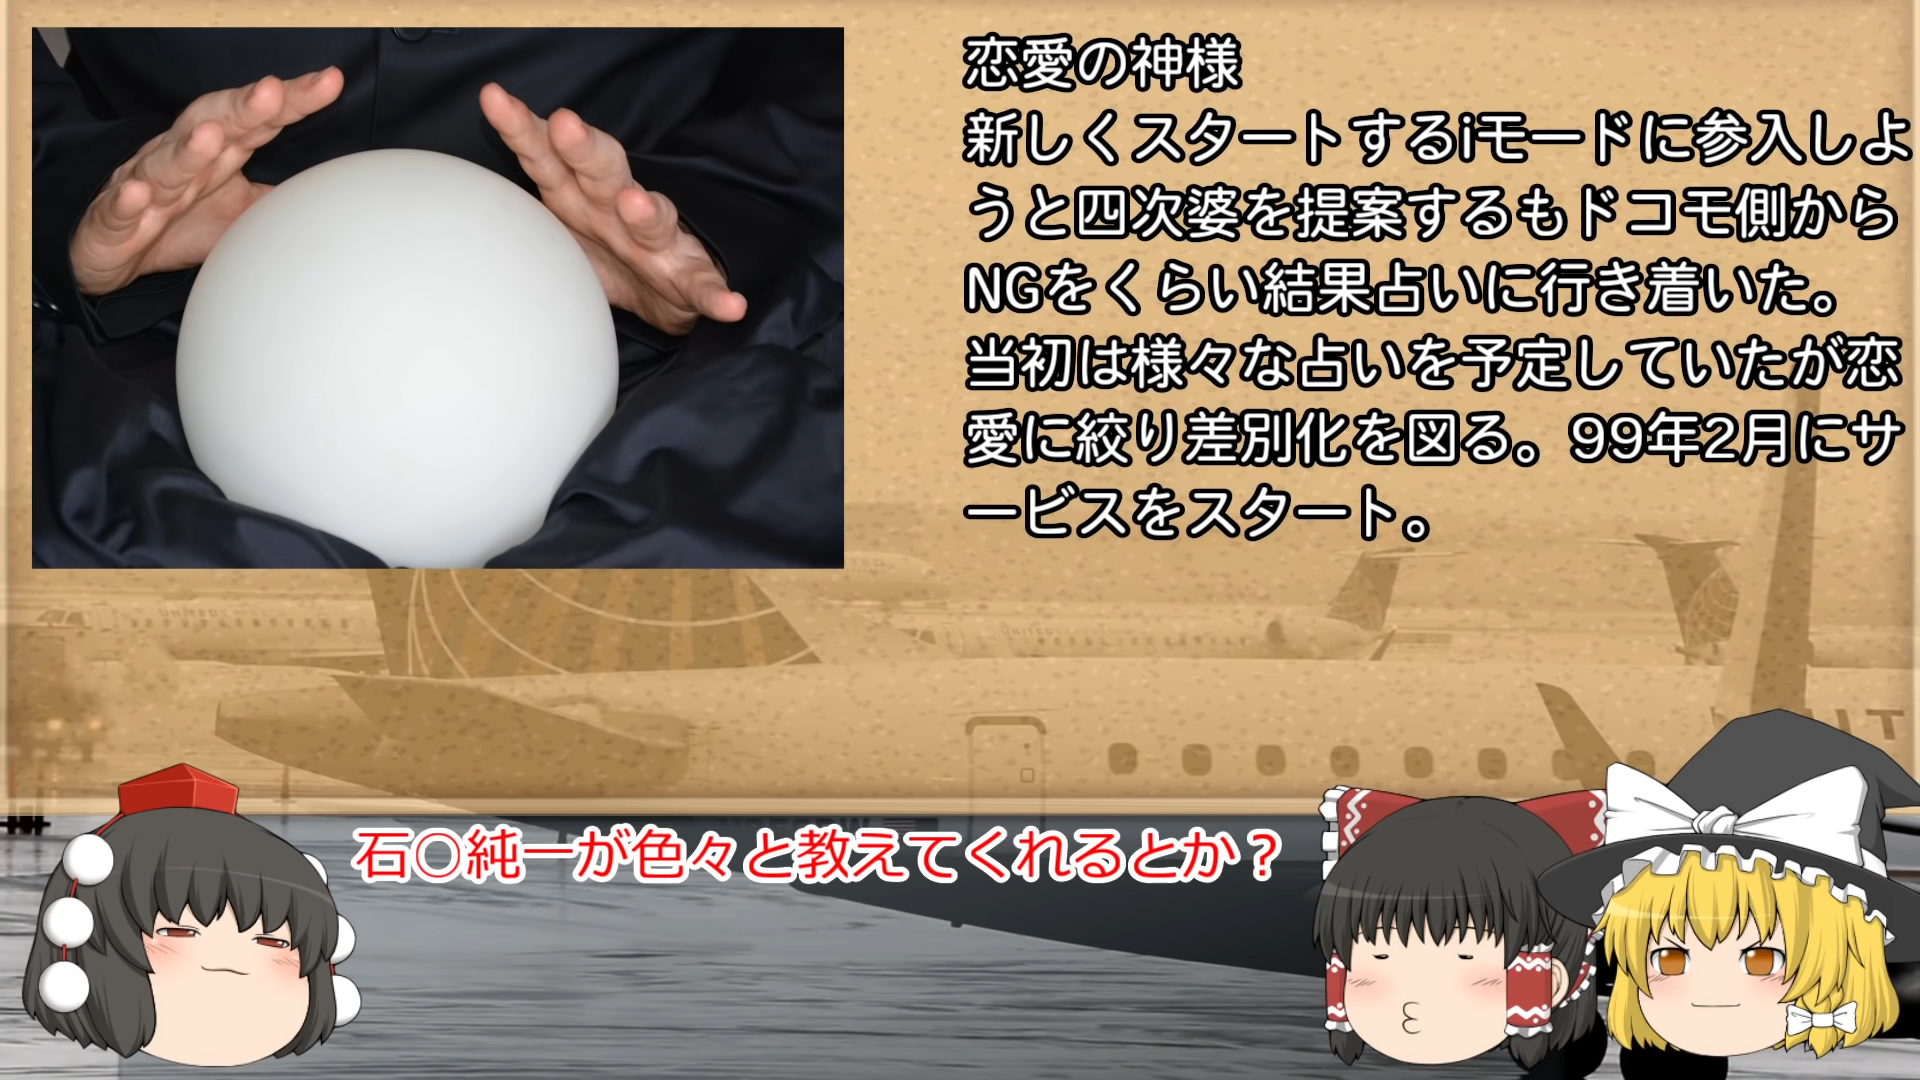 恋愛の神様
新しくスタートするiモードに参入しよ
うと四次婆を提案するもドコモ側から
NGをくらい結果占いに行き着いた。
当初は様々な占いを予定していたが恋
愛に絞り差別化を図る。99年2月にサ
ービスをスタート。
UNITED
石〇純一が色々と教えてくれるとか？